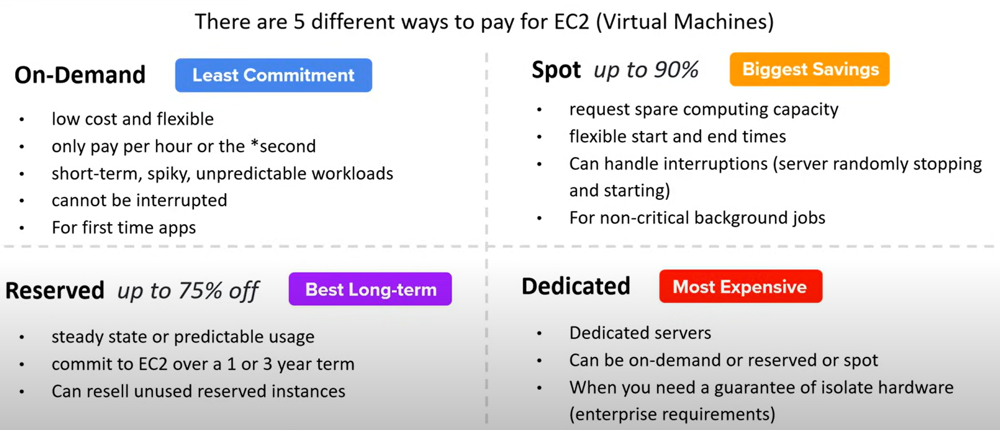 There are 5 different ways to pay for EC2 (Virtual Machines)
On-Demand Least Commitment
• low cost and flexible
• only pay per hour or the *second
• short-term, spiky, unpredictable workloads
• cannot be interrupted
• For first time apps
Spot up to 90% Biggest Savings
• request spare computing capacity
• flexible start and end times
• Can handle interruptions (server randomly stopping
and starting)
• For non-critical background jobs
Reserved up to 75% off Best Long-term
• steady state or predictable usage
• commit to EC2 over a 1 or 3 year term
• Can resell unused reserved instances
Dedicated Most Expensive
• Dedicated servers
• Can be on-demand or reserved or spot
• When you need a guarantee of isolate hardware
(enterprise requirements)